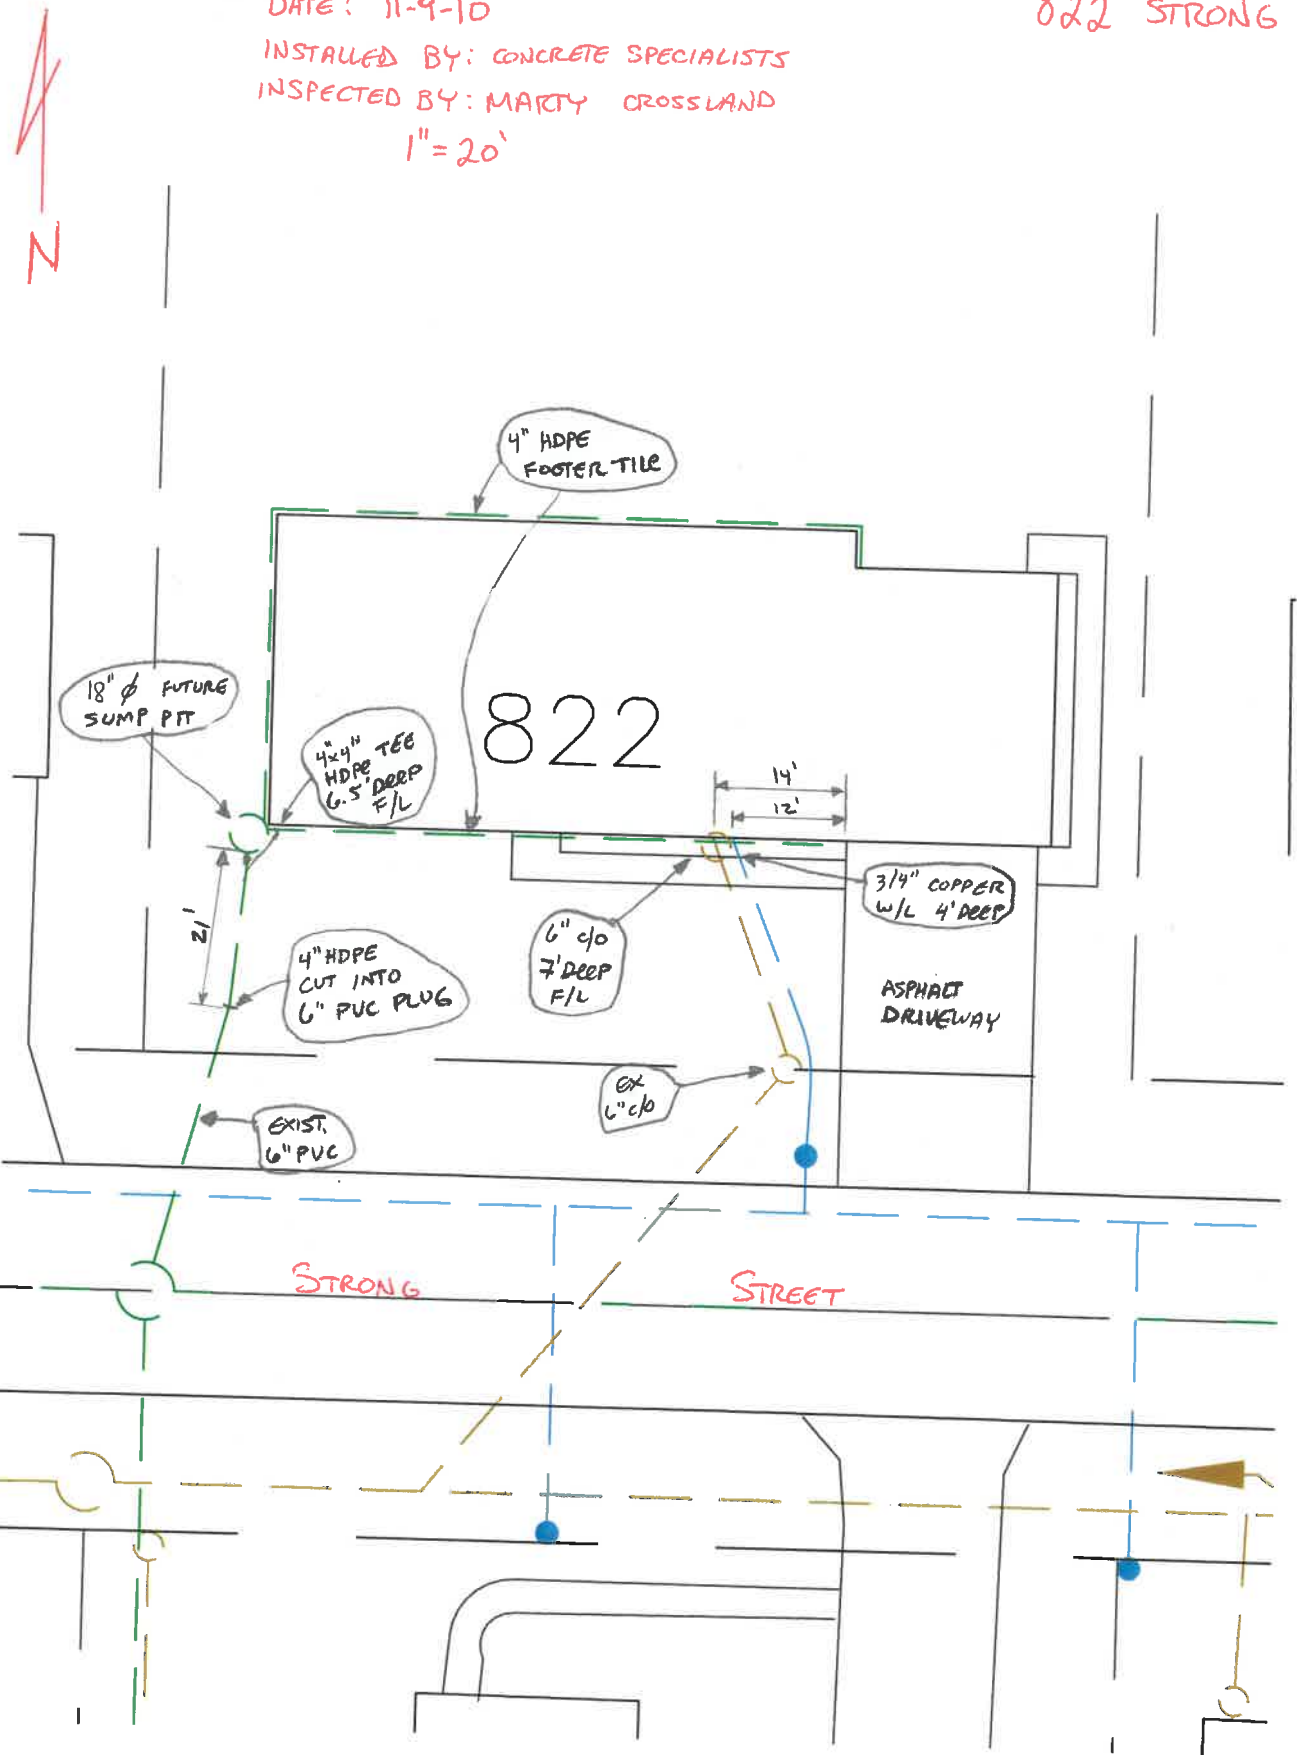 DATE: 11-9-10
822 STRONG
INSTALLED BY: CONCRETE SPECIALISTS
INSPECTED BY: MARTY CROSSLAND
1"=20'
N
4" HDPE
FOOTER TILE
18" ϕ FUTURE
SUMP PIT
4"x4" TEE
HDPE
6.5' DEEP
F/L
822
14'
12'
3/4" COPPER
W/L 4' DEEP
21'
4" HDPE
CUT INTO
6" PVC PLUG
6" c/o
7' DEEP
F/L
ASPHALT
DRIVEWAY
EX
6" c/o
EXIST.
6" PVC
STRONG STREET